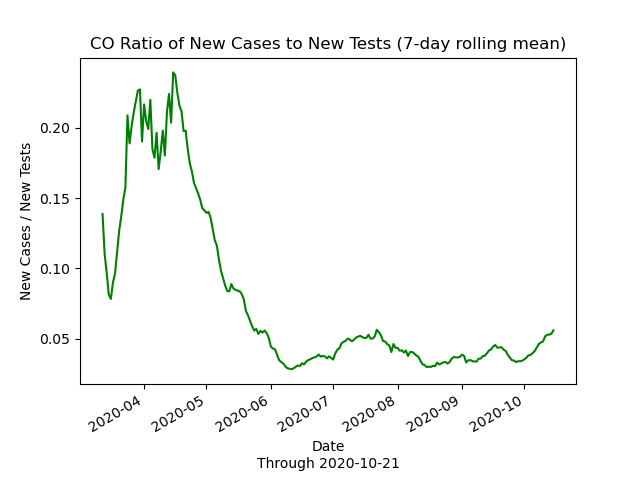 CO Ratio of New Cases to New Tests (7-day rolling mean)
New Cases / New Tests
0.20
0.15
0.10
0.05
2020-04
2020-05
2020-06
2020-07
2020-08
2020-09
2020-10
Date
Through 2020-10-21